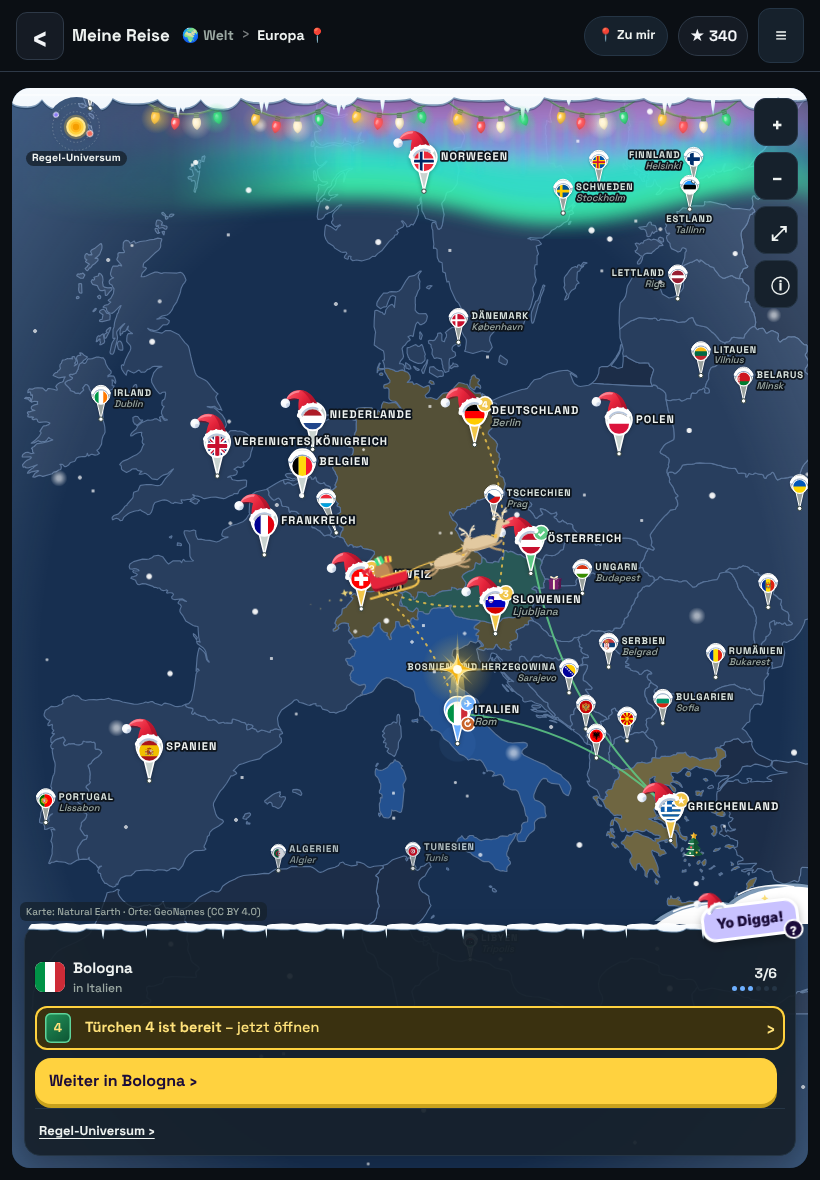 <
Meine Reise
Welt > Europa
Zu mir
★ 340
≡
Regel-Universum
+
−
NORWEGEN
FINNLAND
Helsinki
SCHWEDEN
Stockholm
ESTLAND
Tallinn
LETTLAND
Riga
DÄNEMARK
København
LITAUEN
Vilnius
BELARUS
Minsk
IRLAND
Dublin
NIEDERLANDE
DEUTSCHLAND
Berlin
POLEN
VEREINIGTES KÖNIGREICH
BELGIEN
TSCHECHIEN
Prag
FRANKREICH
ÖSTERREICH
UNGARN
Budapest
SLOWENIEN
Ljubljana
SERBIEN
Belgrad
RUMÄNIEN
Bukarest
BOSNIEN UND HERZEGOWINA
Sarajevo
BULGARIEN
Sofia
ITALIEN
Rom
SPANIEN
PORTUGAL
Lissabon
GRIECHENLAND
ALGERIEN
Algier
TUNESIEN
Tunis
Karte: Natural Earth · Orte: GeoNames (CC BY 4.0)
Yo Digga!
?
Bologna
in Italien
3/6
4 Türchen 4 ist bereit – jetzt öffnen >
Weiter in Bologna >
Regel-Universum >